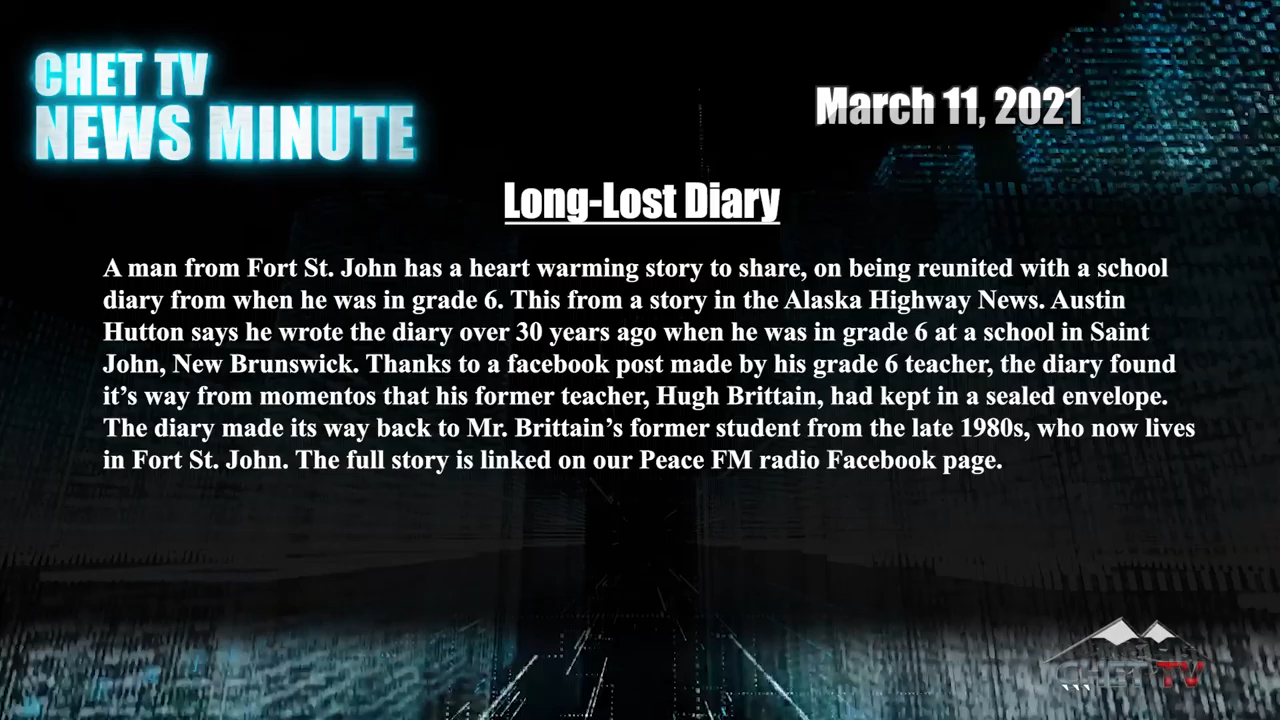 CHET TV
NEWS MINUTE
March 11, 2021
Long-Lost Diary
A man from Fort St. John has a heart warming story to share, on being reunited with a school
diary from when he was in grade 6. This from a story in the Alaska Highway News. Austin
Hutton says he wrote the diary over 30 years ago when he was in grade 6 at a school in Saint
John, New Brunswick. Thanks to a facebook post made by his grade 6 teacher, the diary found
it’s way from momentos that his former teacher, Hugh Brittain, had kept in a sealed envelope.
The diary made its way back to Mr. Brittain’s former student from the late 1980s, who now lives
in Fort St. John. The full story is linked on our Peace FM radio Facebook page.
CHET TV